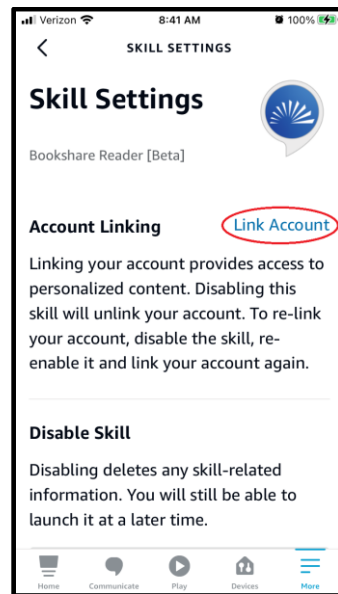 Verizon 8:41 AM 100%
SKILL SETTINGS
Skill Settings
Bookshare Reader [Beta]
Account Linking Link Account
Linking your account provides access to
personalized content. Disabling this
skill will unlink your account. To re-link
your account, disable the skill, re-
enable it and link your account again.
Disable Skill
Disabling deletes any skill-related
information. You will still be able to
launch it at a later time.
Home Communicate Play Devices More